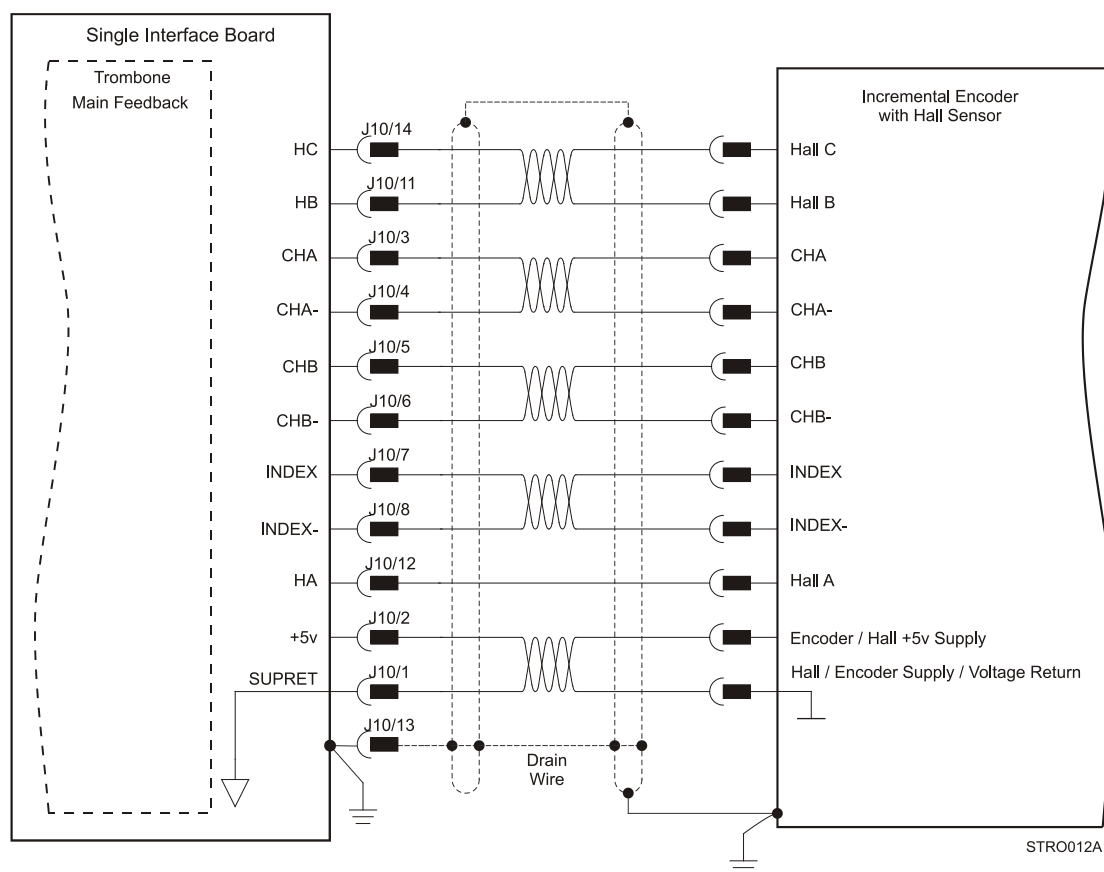 Single Interface Board
Trombone
Main Feedback
Incremental Encoder
with Hall Sensor
HC J10/14 Hall C
HB J10/11 Hall B
CHA J10/3 CHA
CHA- J10/4 CHA-
CHB J10/5 CHB
CHB- J10/6 CHB-
INDEX J10/7 INDEX
INDEX- J10/8 INDEX-
HA J10/12 Hall A
+5v J10/2 Encoder / Hall +5v Supply
SUPRET J10/1 Hall / Encoder Supply / Voltage Return
J10/13
Drain
Wire
STRO012A